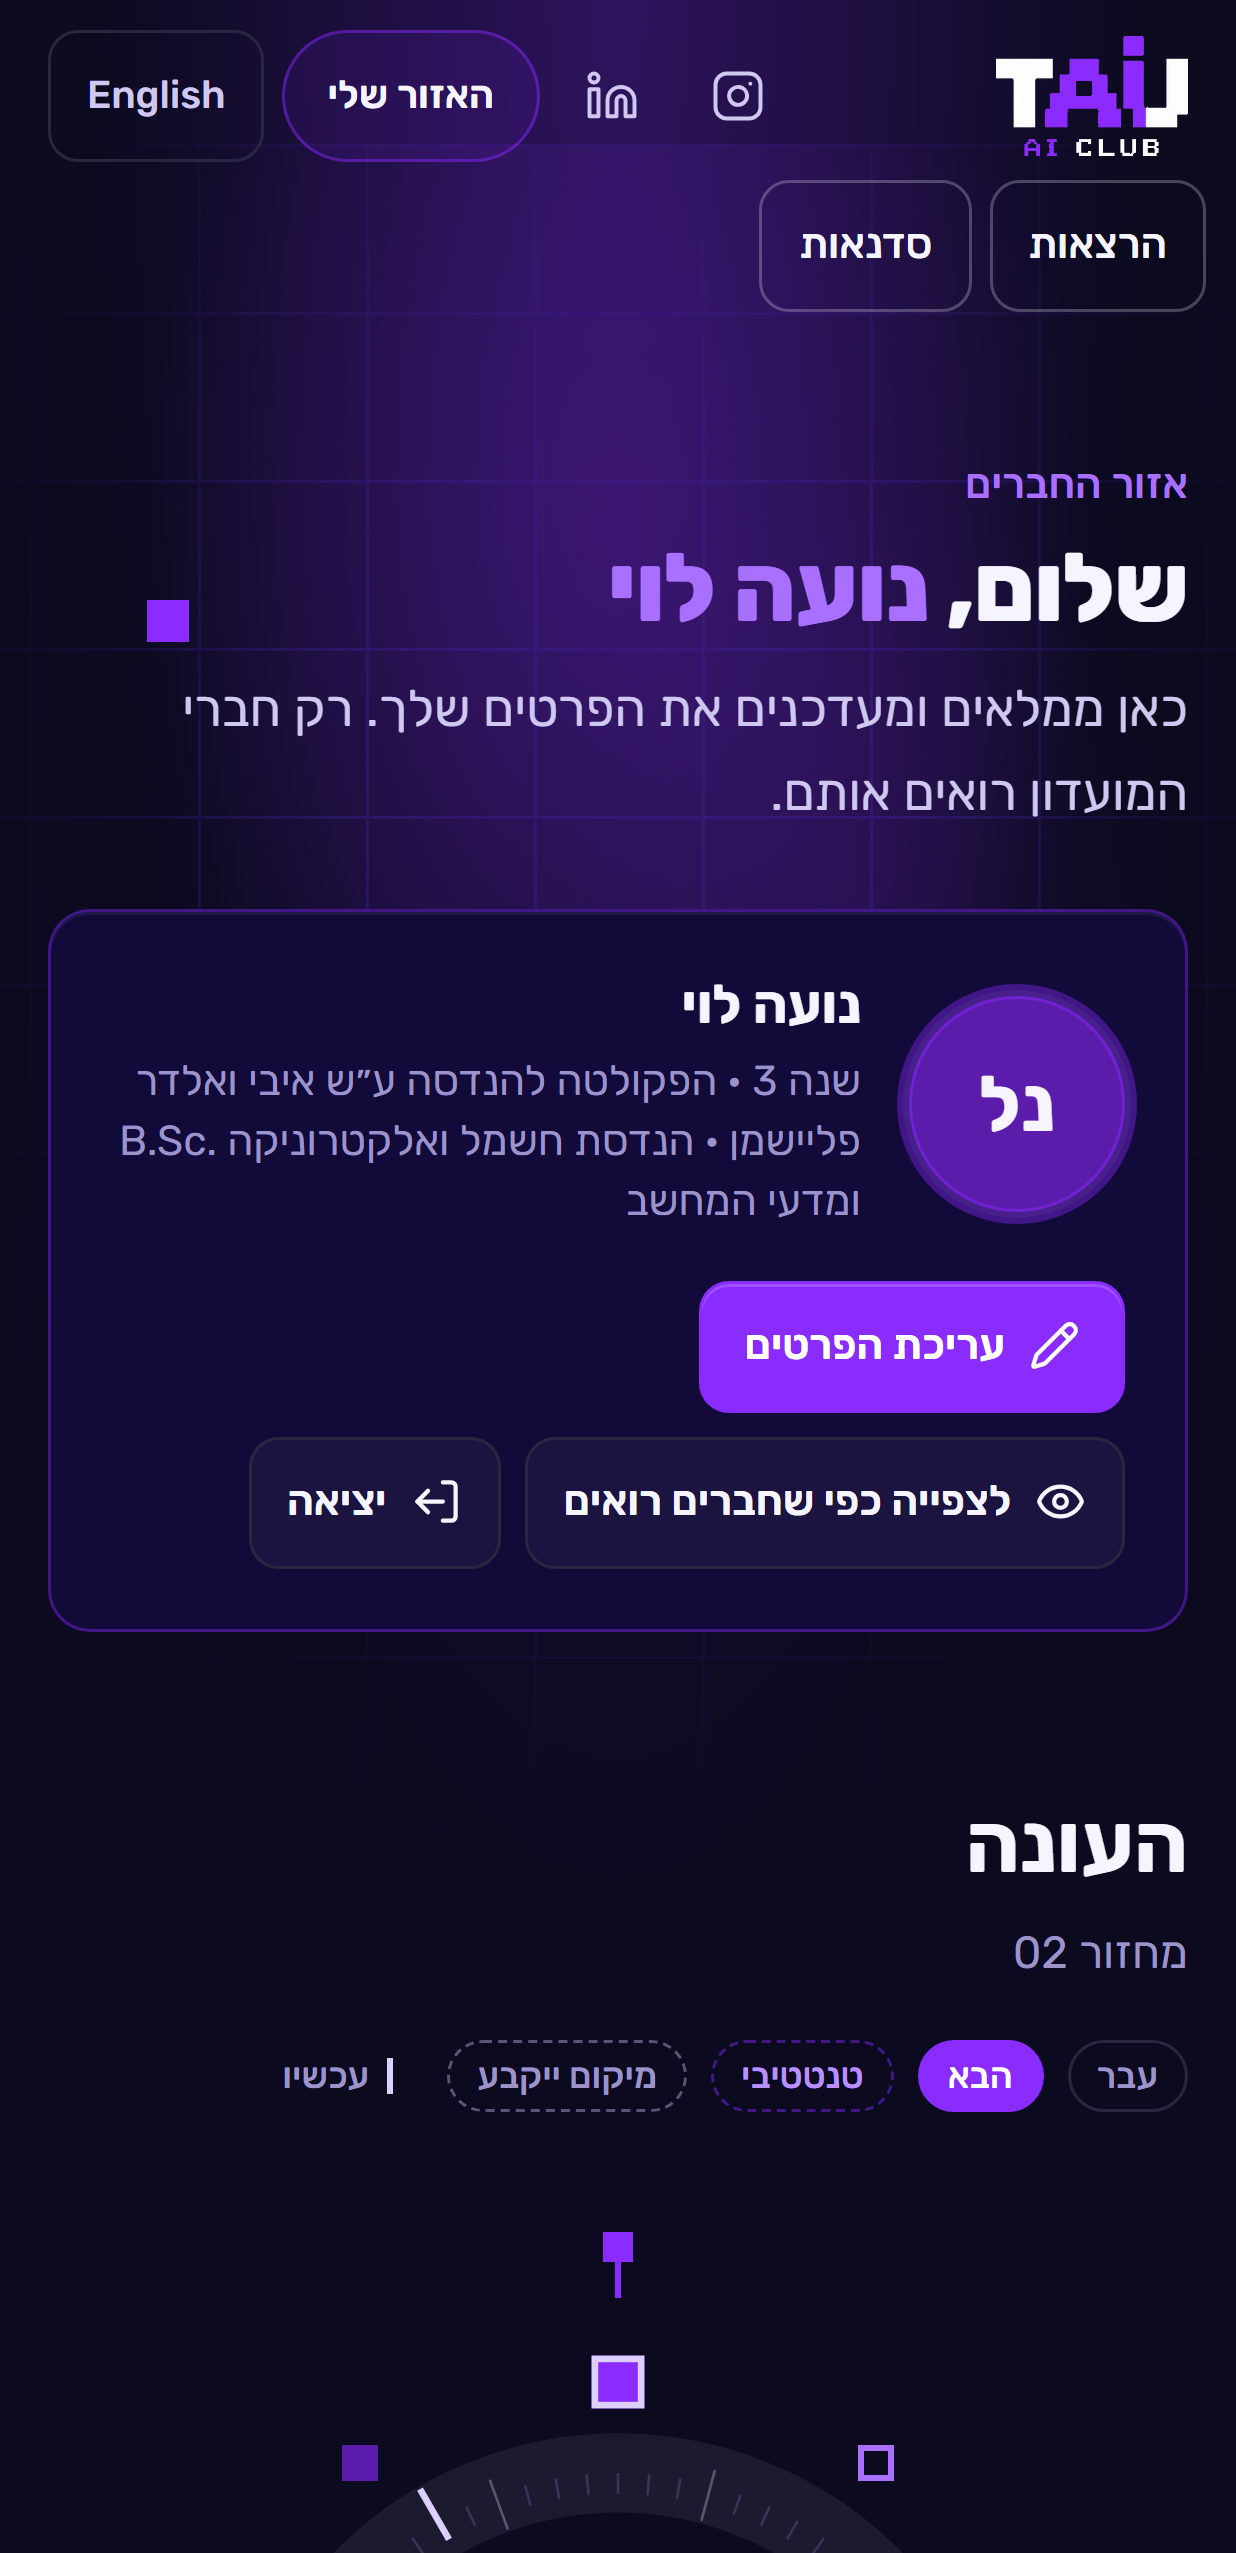 TAiU
AI CLUB
האזור שלי
English
הרצאות
סדנאות
אזור החברים
שלום, נועה לוי
כאן ממלאים ומעדכנים את הפרטים שלך. רק חברי
המועדון רואים אותם.
נל
נועה לוי
שנה 3 • הפקולטה להנדסה ע״ש איבי ואלדר
פליישמן • הנדסת חשמל ואלקטרוניקה B.Sc.
ומדעי המחשב
עריכת הפרטים
לצפייה כפי שחברים רואים
יציאה
העונה
מחזור 02
עבר
הבא
טנטטיבי
מיקום ייקבע
עכשיו